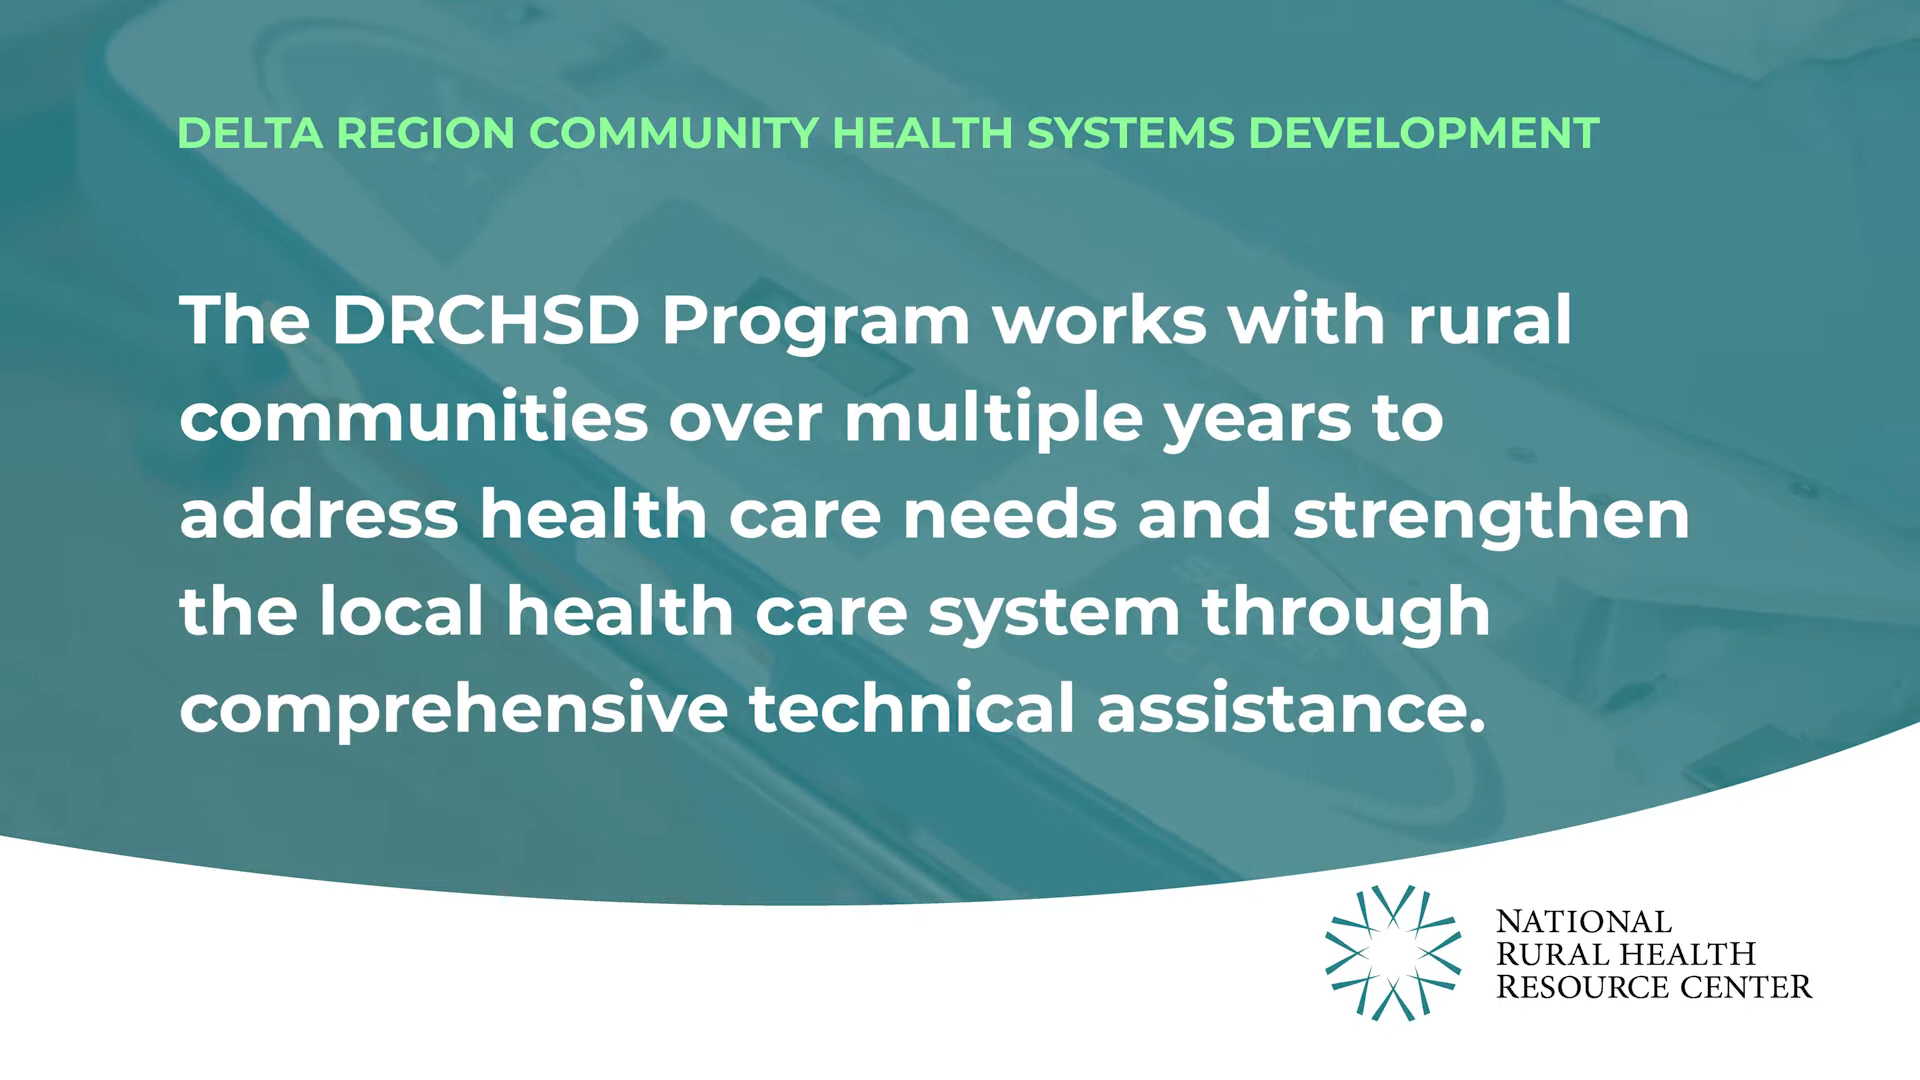 DELTA REGION COMMUNITY HEALTH SYSTEMS DEVELOPMENT
The DRCHSD Program works with rural
communities over multiple years to
address health care needs and strengthen
the local health care system through
comprehensive technical assistance.
NATIONAL
RURAL HEALTH
RESOURCE CENTER